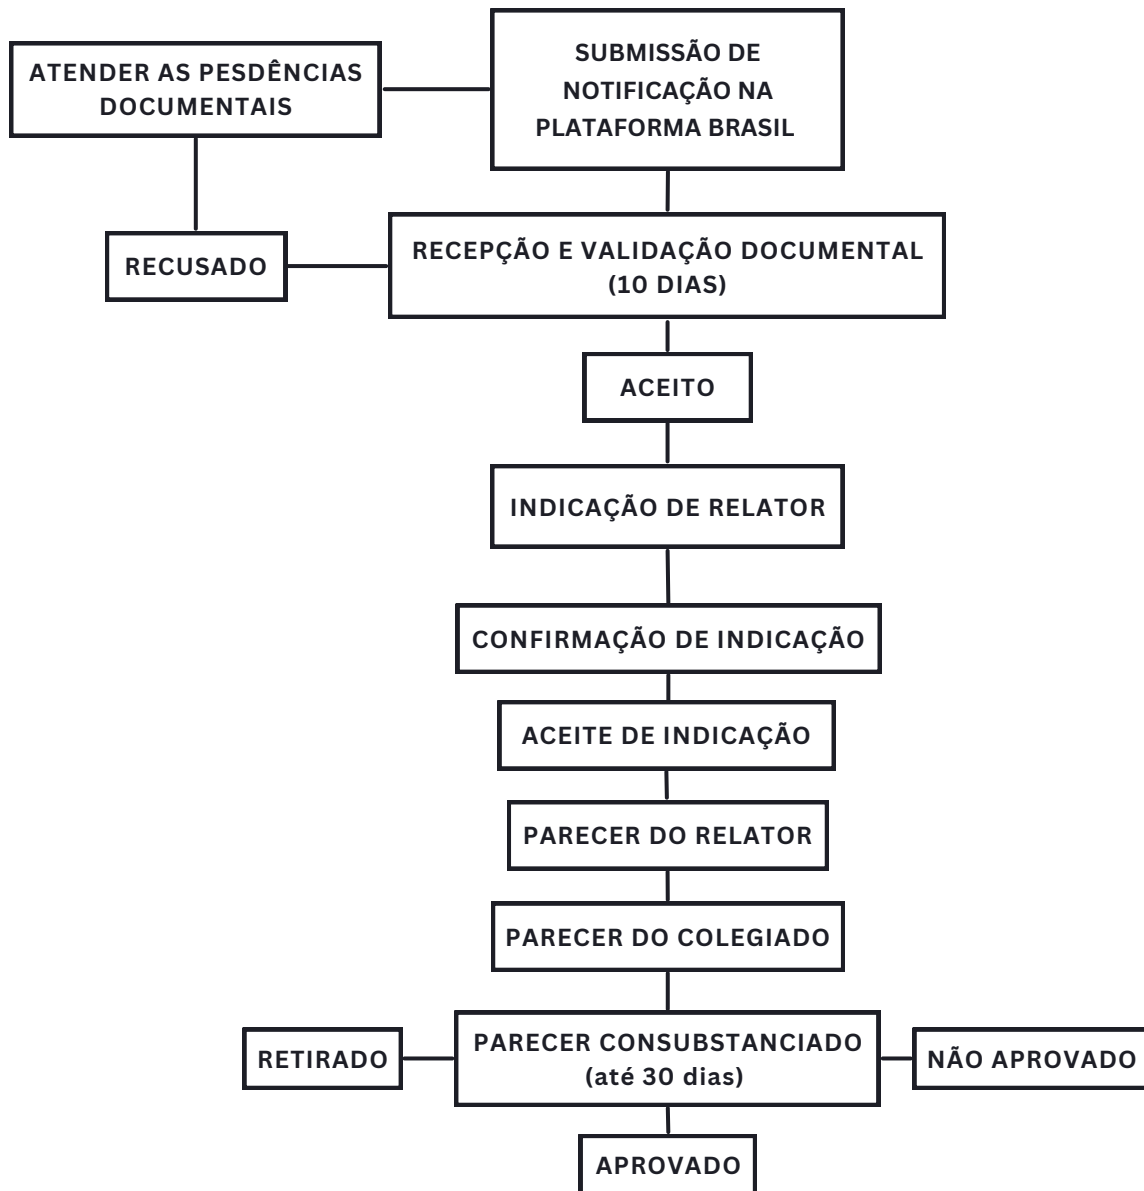 SUBMISSÃO DE
NOTIFICAÇÃO NA
PLATAFORMA BRASIL
ATENDER AS PESDÊNCIAS
DOCUMENTAIS
RECEPÇÃO E VALIDAÇÃO DOCUMENTAL
(10 DIAS)
RECUSADO
ACEITO
INDICAÇÃO DE RELATOR
CONFIRMAÇÃO DE INDICAÇÃO
ACEITE DE INDICAÇÃO
PARECER DO RELATOR
PARECER DO COLEGIADO
PARECER CONSUBSTANCIADO
(até 30 dias)
RETIRADO
NÃO APROVADO
APROVADO